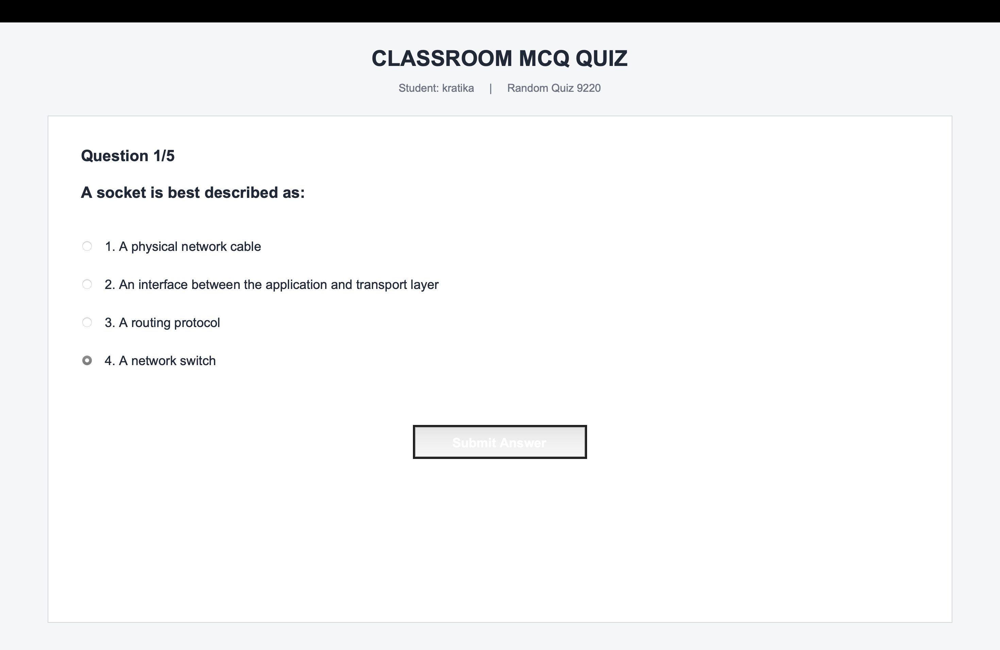 CLASSROOM MCQ QUIZ
Student: kratika | Random Quiz 9220
Question 1/5
A socket is best described as:
1. A physical network cable
2. An interface between the application and transport layer
3. A routing protocol
4. A network switch
Submit Answer